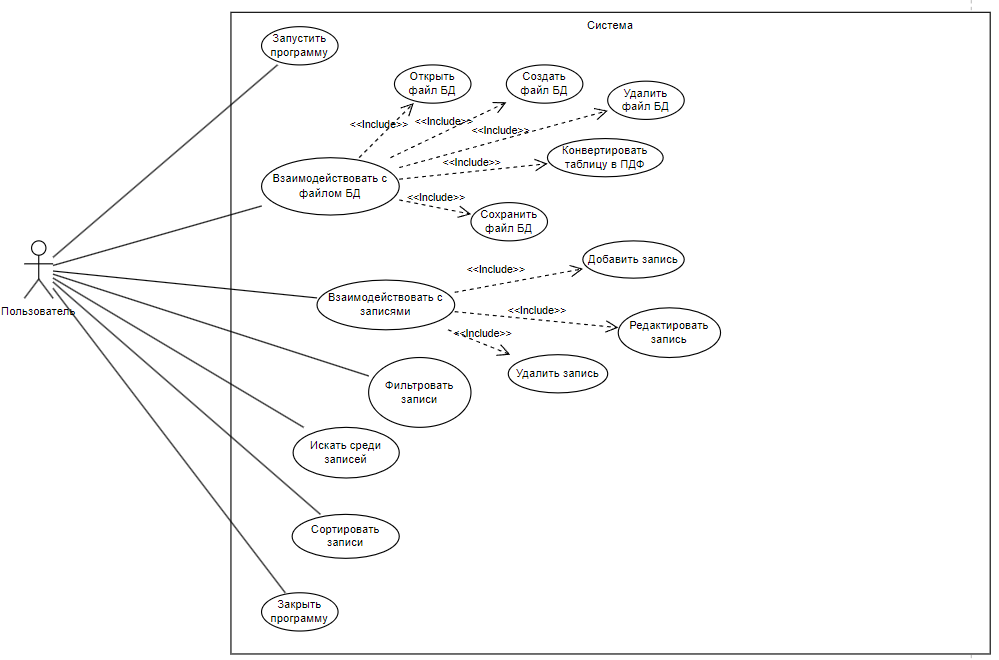 Система
Запустить
программу
Открыть
файл БД
Создать
файл БД
Удалить
файл БД
<<Include>>
<<Include>>
<<Include>>
Конвертировать
таблицу в ПДФ
<<Include>>
Взаимодействовать с
файлом БД
<<Include>>
Сохранить
файл БД
Добавить запись
<<Include>>
Взаимодействовать с
записями
<<Include>>
Редактировать
запись
<<Include>>
Удалить запись
Пользователь
Фильтровать
записи
Искать среди
записей
Сортировать
записи
Закрыть
программу